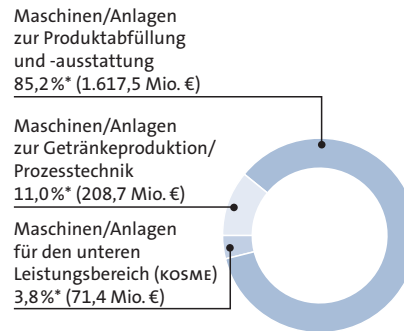 Maschinen/Anlagen
zur Produktabfüllung
und -ausstattung
85,2 %* (1.617,5 Mio. €)
Maschinen/Anlagen
zur Getränkeproduktion/
Prozesstechnik
11,0 %* (208,7 Mio. €)
Maschinen/Anlagen
für den unteren
Leistungsbereich (KOSME)
3,8 %* (71,4 Mio. €)